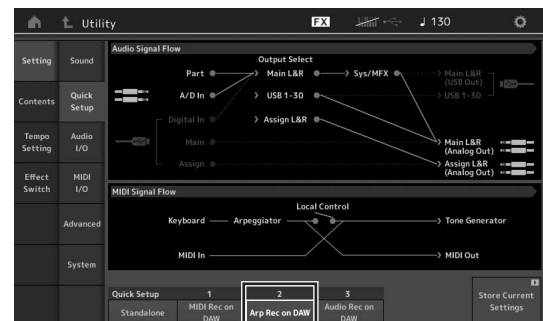 Utility
FX
130
Setting
Sound
Contents
Quick
Setup
Tempo
Setting
Audio
I/O
Effect
Switch
MIDI
I/O
Advanced
System
Audio Signal Flow
Output Select
Part
Main L&R
Sys/MFX
Main L&R
(USB Out)
A/D In
USB 1-30
USB 1-30
Digital In
Assign L&R
Main
Main L&R
(Analog Out)
Assign
Assign L&R
(Analog Out)
MIDI Signal Flow
Local Control
Keyboard
Arpeggiator
Tone Generator
MIDI In
MIDI Out
Quick Setup
1
2
3
Standalone
MIDI Rec on
DAW
Arp Rec on DAW
Audio Rec on
DAW
Store Current
Settings